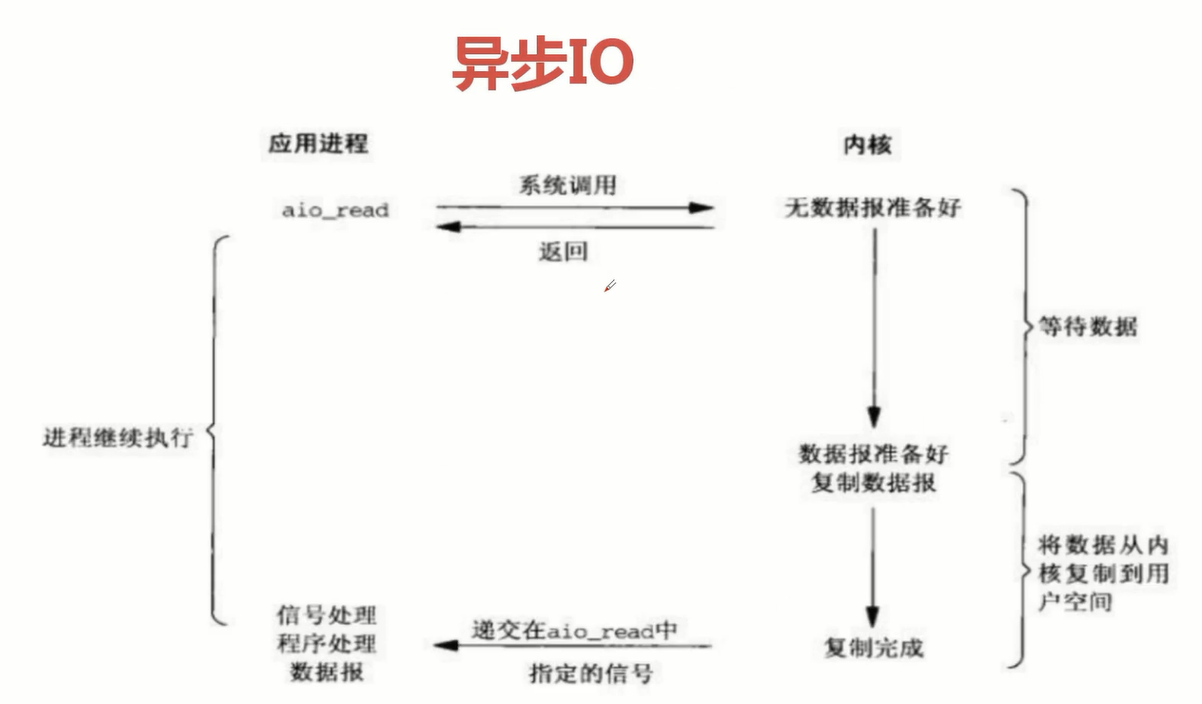 异步IO
应用进程
内核
系统调用
aio_read
无数据报准备好
返回
等待数据
进程继续执行
数据报准备好
复制数据报
将数据从内
核复制到用
户空间
信号处理
程序处理
数据报
递交在aio_read中
指定的信号
复制完成